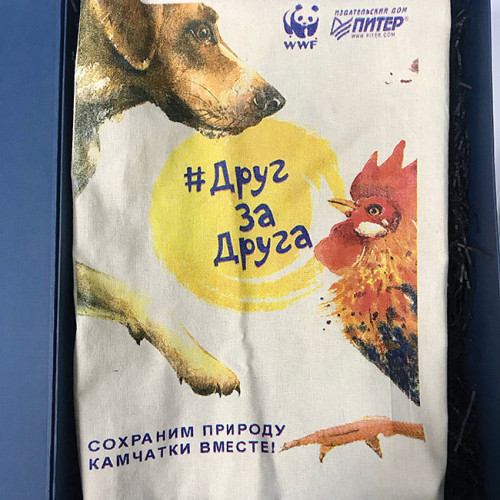 WWF
ИЗДАТЕЛЬСКИЙ ДОМ
ПИТЕР®
WWW.PITER.COM
#Друг
за
Друга
СОХРАНИМ ПРИРОДУ
КАМЧАТКИ ВМЕСТЕ!